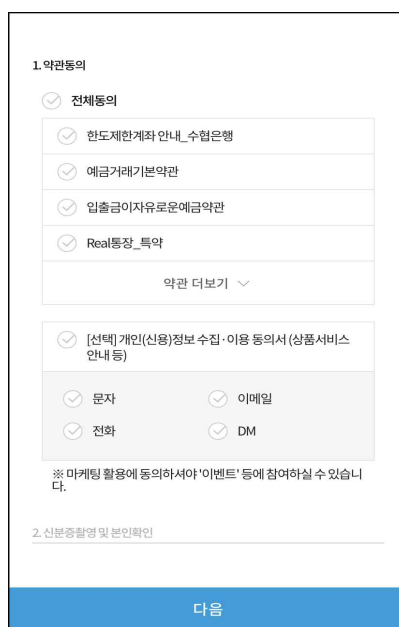 1. 약관동의
전체동의
한도제한계좌 안내_수협은행
예금거래기본약관
입출금이자유로운예금약관
Real통장_특약
약관 더보기
[선택] 개인(신용)정보 수집·이용 동의서 (상품서비스
안내 등)
문자 이메일
전화 DM
※ 마케팅 활용에 동의하셔야 '이벤트' 등에 참여하실 수 있습니
다.
2. 신분증촬영 및 본인확인
다음